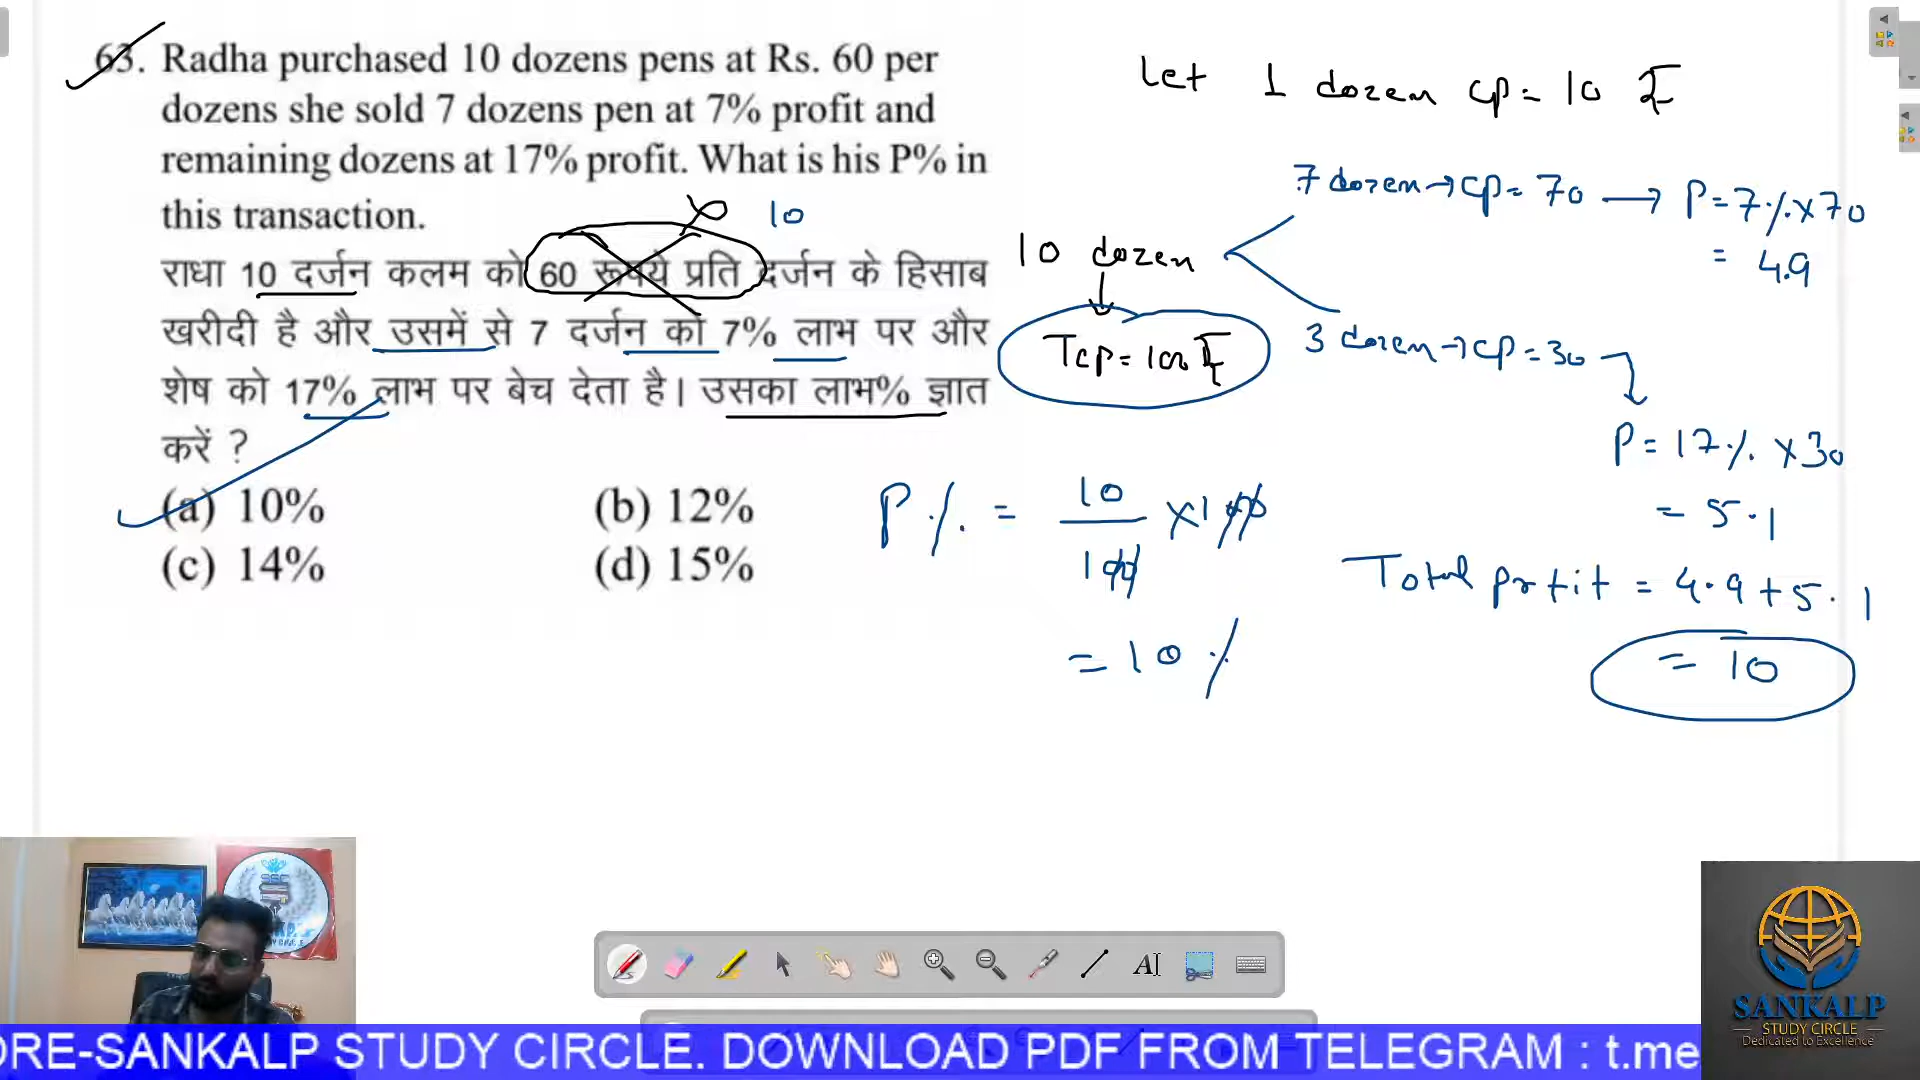 63. Radha purchased 10 dozens pens at Rs. 60 per
dozens she sold 7 dozens pen at 7% profit and
remaining dozens at 17% profit. What is his P% in
this transaction.
10
राधा 10 दर्जन कलम को 60 रूपये प्रति दर्जन के हिसाब
खरीदी है और उसमें से 7 दर्जन को 7% लाभ पर और
शेष को 17% लाभ पर बेच देता है। उसका लाभ% ज्ञात
करें ?
(a) 10%
(b) 12%
(c) 14%
(d) 15%
Let 1 dozen CP = 10 ₹
10 dozen
TCP = 100 ₹
7 dozen → CP = 70 → P = 7% × 70
= 4.9
3 dozen → CP = 30
P = 17% × 30
= 5.1
Total profit = 4.9 + 5.1
= 10
P% = 10/100 × 100
= 10%
SANKALP
STUDY CIRCLE
Dedicated to Excellence
ORE-SANKALP STUDY CIRCLE. DOWNLOAD PDF FROM TELEGRAM : t.me